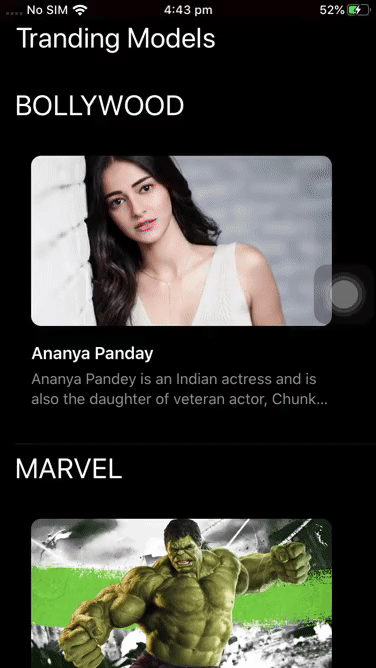 No SIM 4:43 pm 52%
Tranding Models
BOLLYWOOD
Ananya Panday
Ananya Pandey is an Indian actress and is
also the daughter of veteran actor, Chunk...
MARVEL